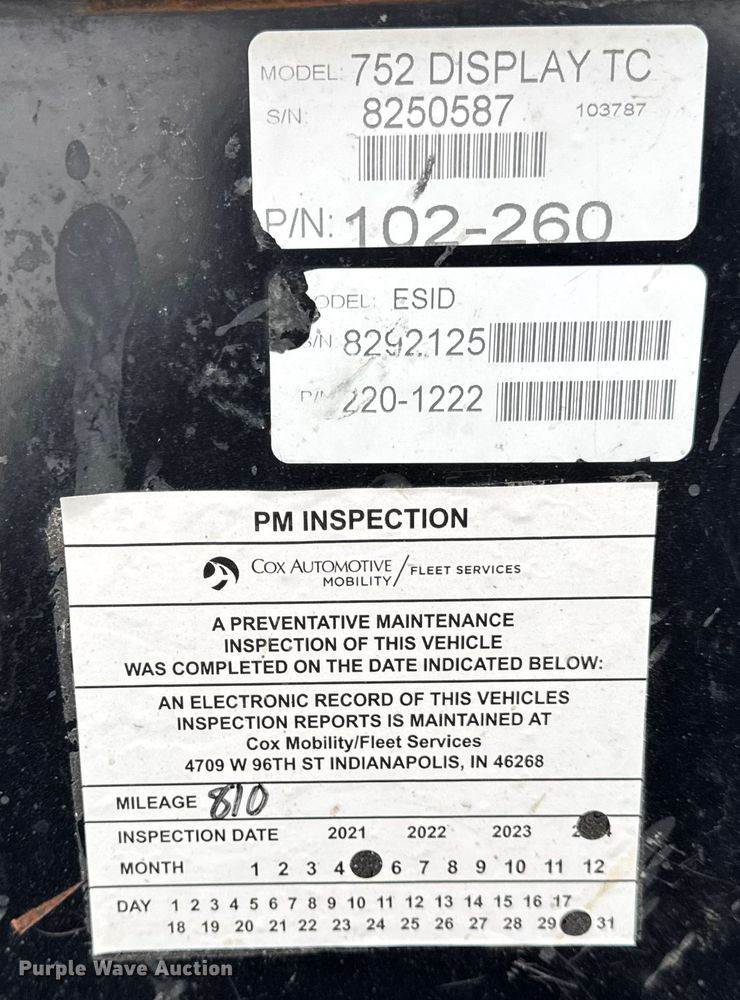 MODEL: 752 DISPLAY TC
S/N: 8250587 103787
P/N: 102-260
ODEL: ESID
S/N 8292125
P/N 220-1222
PM INSPECTION
COX AUTOMOTIVE MOBILITY / FLEET SERVICES
A PREVENTATIVE MAINTENANCE
INSPECTION OF THIS VEHICLE
WAS COMPLETED ON THE DATE INDICATED BELOW:
AN ELECTRONIC RECORD OF THIS VEHICLES
INSPECTION REPORTS IS MAINTAINED AT
Cox Mobility/Fleet Services
4709 W 96TH ST INDIANAPOLIS, IN 46268
MILEAGE 810
INSPECTION DATE 2021 2022 2023
MONTH 1 2 3 4 6 7 8 9 10 11 12
DAY 1 2 3 4 5 6 7 8 9 10 11 12 13 14 15 16 17
18 19 20 21 22 23 24 25 26 27 28 29 31
Purple Wave Auction